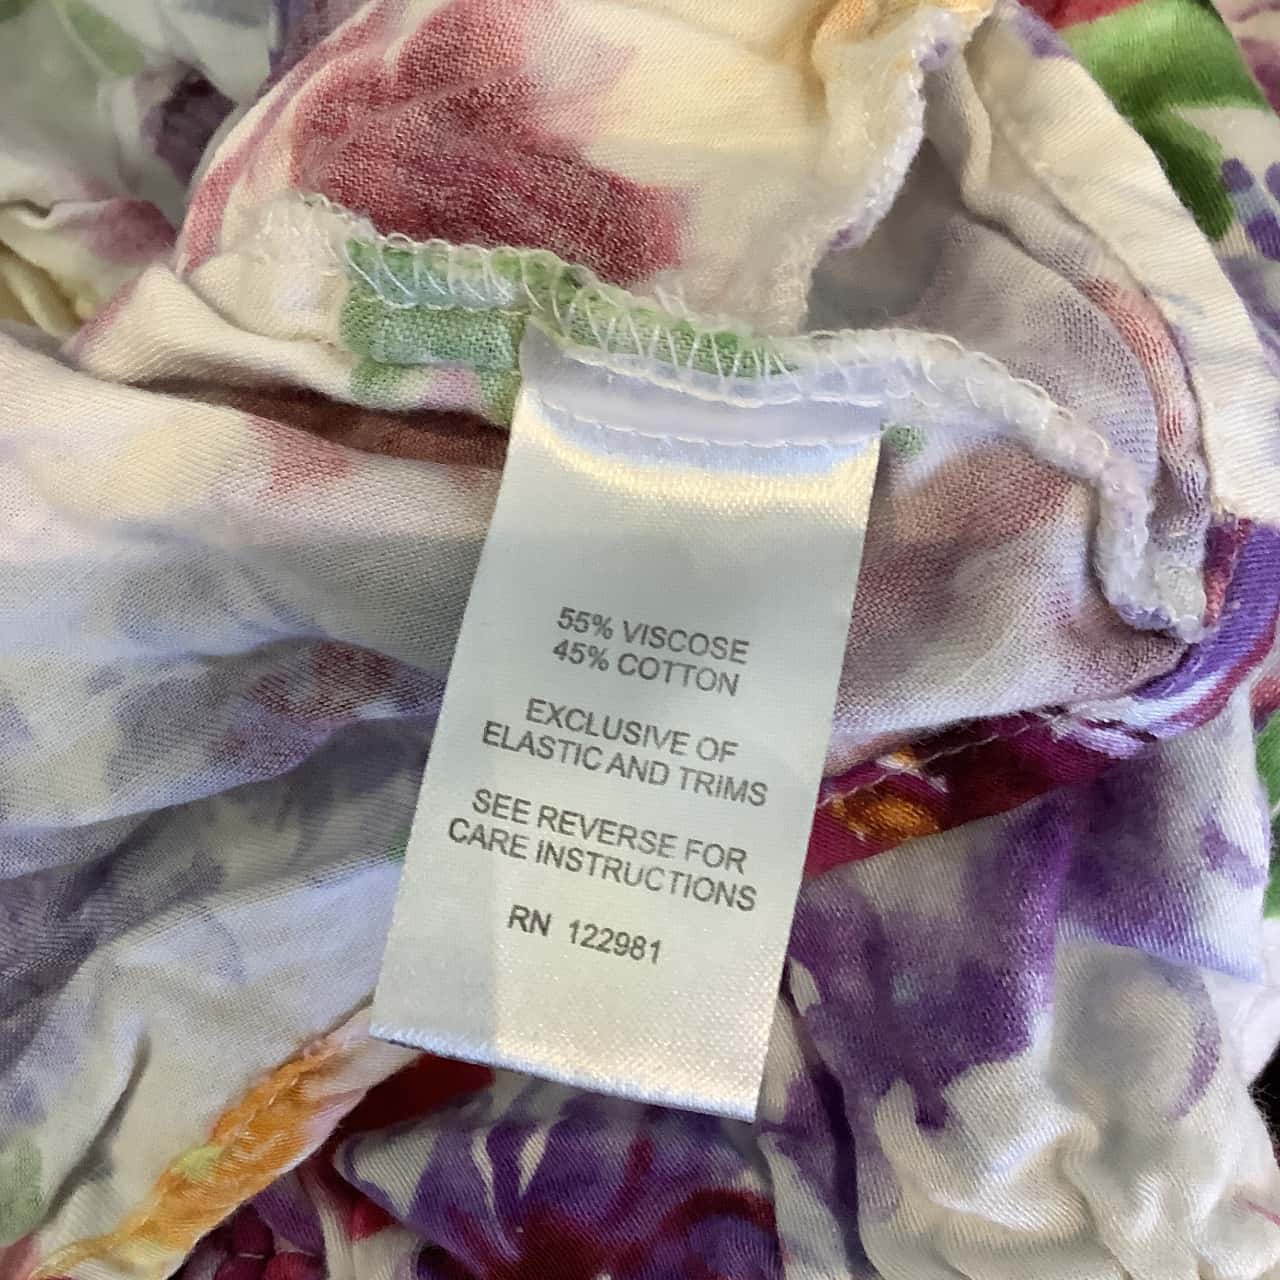 55% VISCOSE
45% COTTON
EXCLUSIVE OF
ELASTIC AND TRIMS
SEE REVERSE FOR
CARE INSTRUCTIONS
RN 122981